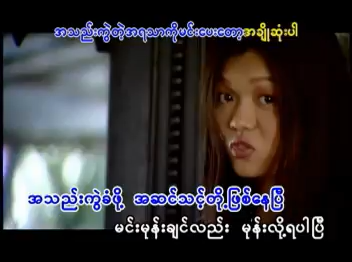 အသည်းကွဲတဲ့အရသာကိုမင်းပေးတော့အချိုဆုံးပါ
အသည်းကွဲခံဖို့ အဆင်သင့်တို့ဖြစ်နေပြီ
မင်းမုန်းချင်လည်း မုန်းလို့ရပါပြီ